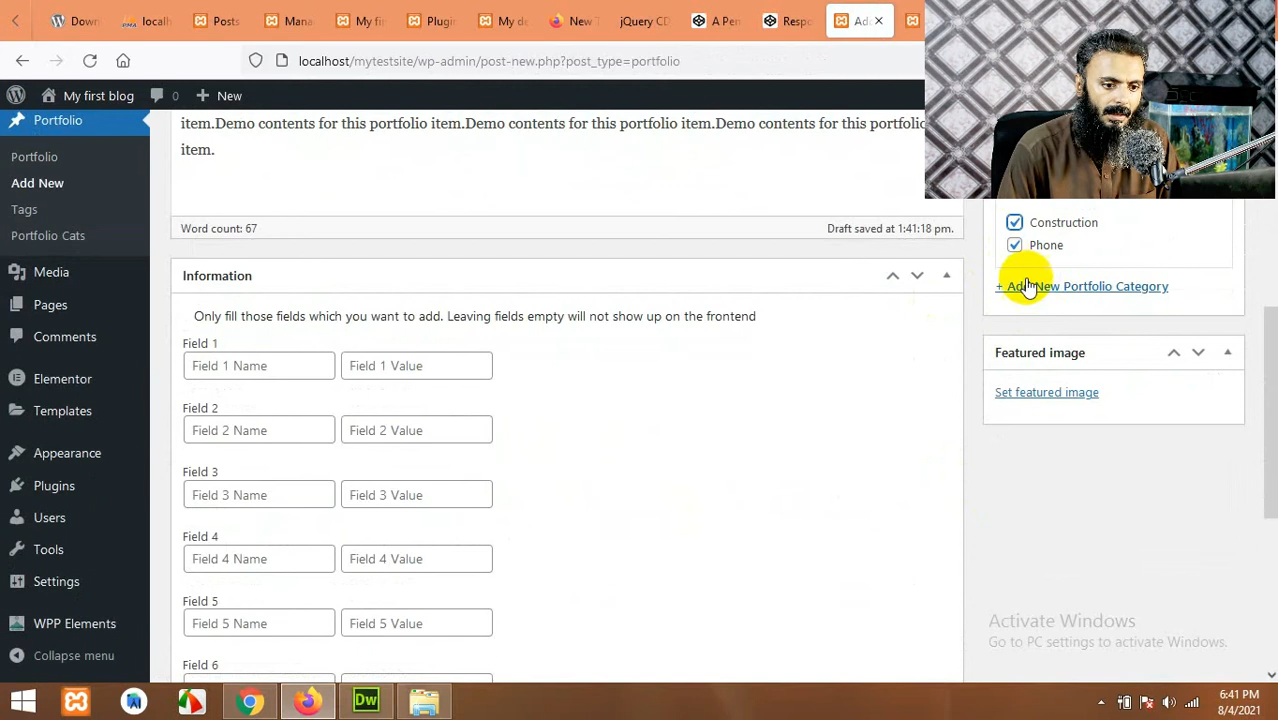 Down
locall
Posts
Mana
My fi
Plugin
My de
New T
jQuery CD
A Pen
Respo
Ad
localhost/mytestsite/wp-admin/post-new.php?post_type=portfolio
My first blog
0
New
Portfolio
Portfolio
Add New
Tags
Portfolio Cats
Media
Pages
Comments
Elementor
Templates
Appearance
Plugins
Users
Tools
Settings
WPP Elements
Collapse menu
item.Demo contents for this portfolio item.Demo contents for this portfolio item.Demo contents for this portfolio
item.
Word count: 67
Draft saved at 1:41:18 pm.
Information
Only fill those fields which you want to add. Leaving fields empty will not show up on the frontend
Field 1
Field 1 Name
Field 1 Value
Field 2
Field 2 Name
Field 2 Value
Field 3
Field 3 Name
Field 3 Value
Field 4
Field 4 Name
Field 4 Value
Field 5
Field 5 Name
Field 5 Value
Field 6
Construction
Phone
+ Add New Portfolio Category
Featured image
Set featured image
Activate Windows
Go to PC settings to activate Windows.
Dw
6:41 PM
8/4/2021